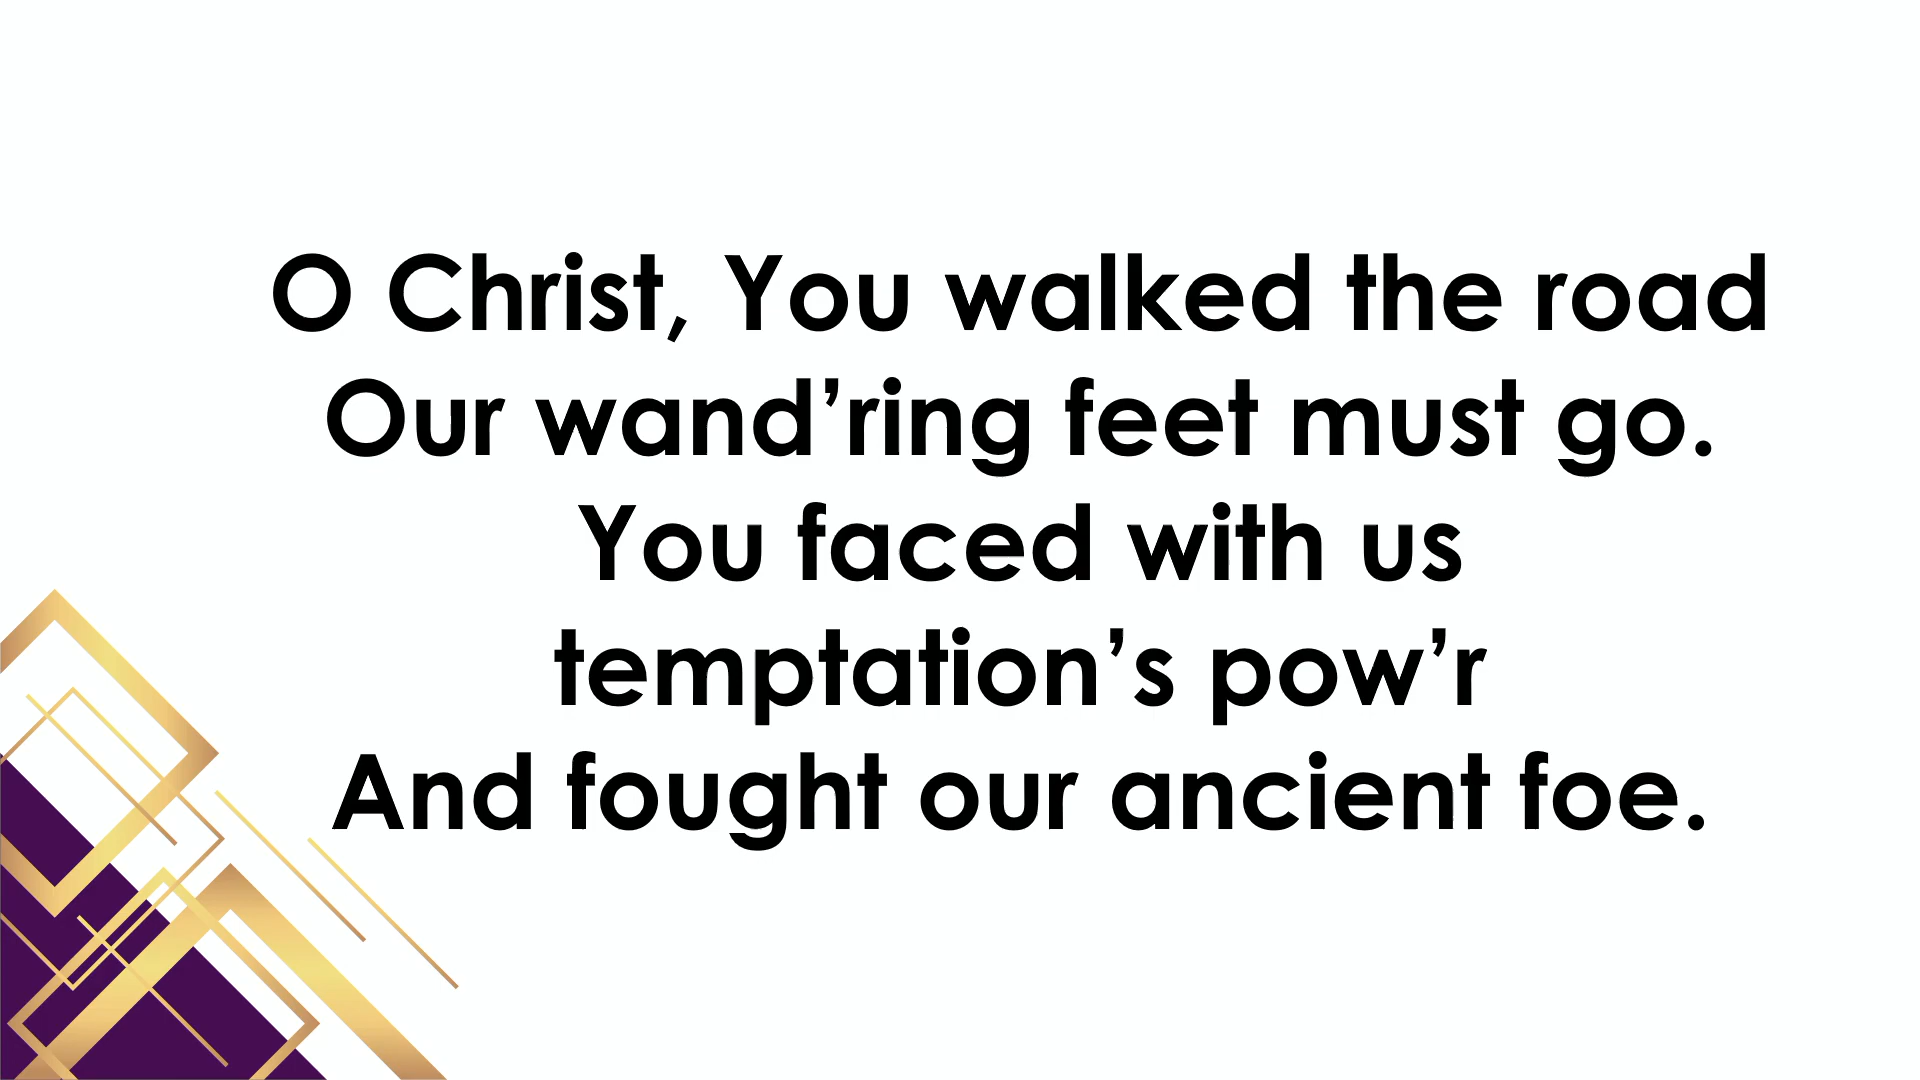 O Christ, You walked the road
Our wand’ring feet must go.
You faced with us
temptation’s pow’r
And fought our ancient foe.